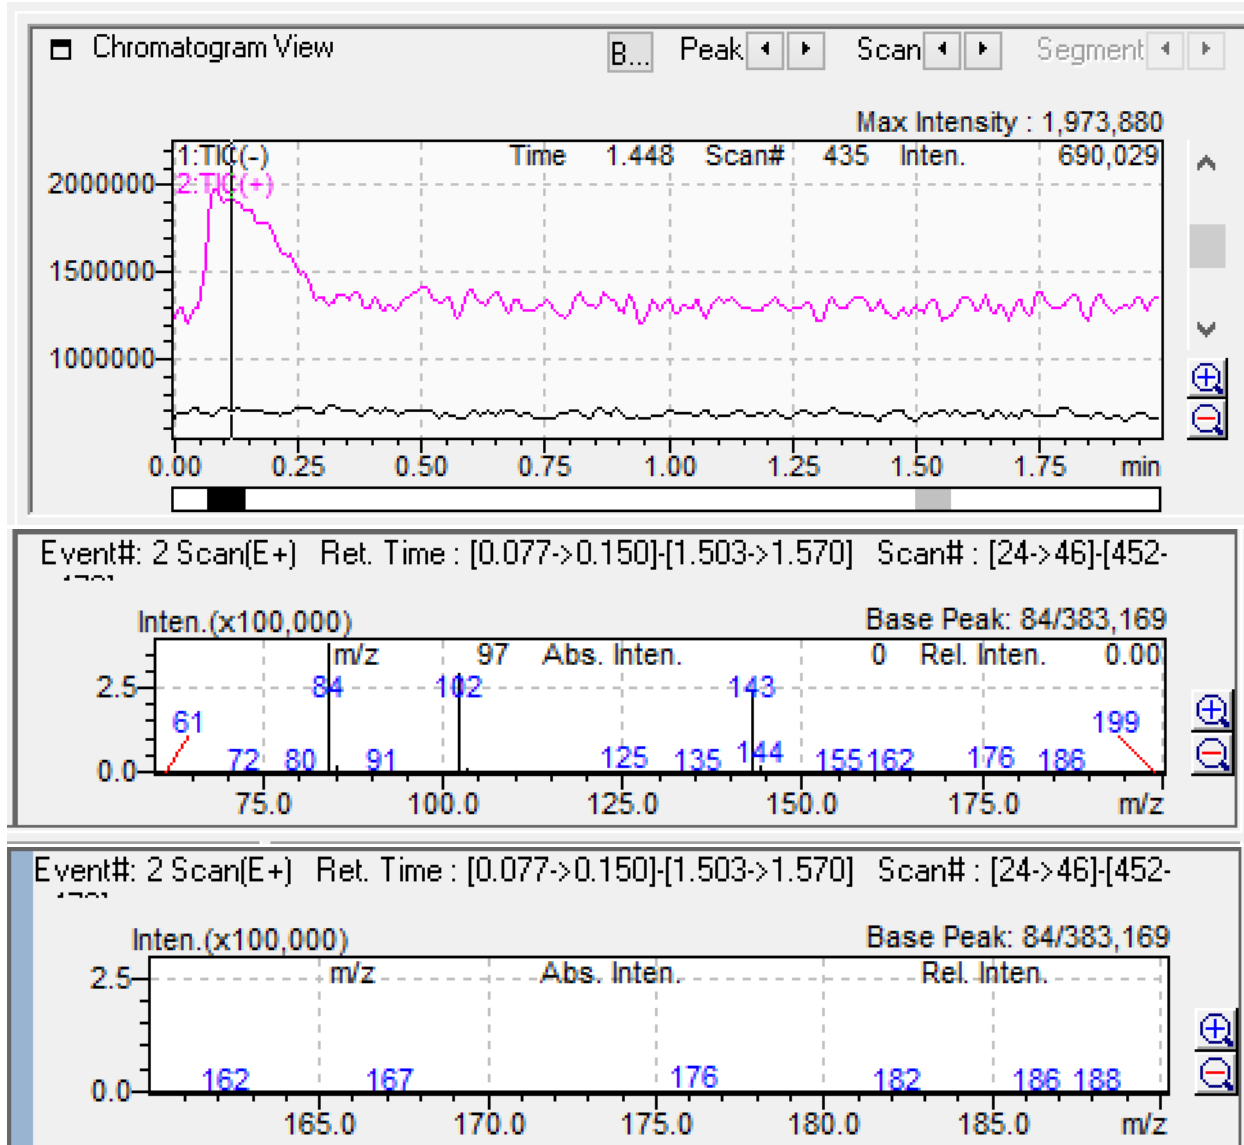 Chromatogram View B... Peak Scan Segment
Max Intensity : 1,973,880
1:TIC(-) Time 1.448 Scan# 435 Inten. 690,029
2:TIC(+)
2000000
1500000
1000000
0.00 0.25 0.50 0.75 1.00 1.25 1.50 1.75 min
Event#: 2 Scan(E+) Ret. Time : [0.077->0.150]-[1.503->1.570] Scan# : [24->46]-[452-
Inten.(x100,000) Base Peak: 84/383,169
m/z 97 Abs. Inten. 0 Rel. Inten. 0.00
2.5 84 102 143
61 199
72 80 91 125 135 144 155 162 176 186
0.0
75.0 100.0 125.0 150.0 175.0 m/z
Event#: 2 Scan(E+) Ret. Time : [0.077->0.150]-[1.503->1.570] Scan# : [24->46]-[452-
Inten.(x100,000) Base Peak: 84/383,169
2.5 m/z Abs. Inten. Rel. Inten.
0.0 162 167 176 182 186 188
165.0 170.0 175.0 180.0 185.0 m/z